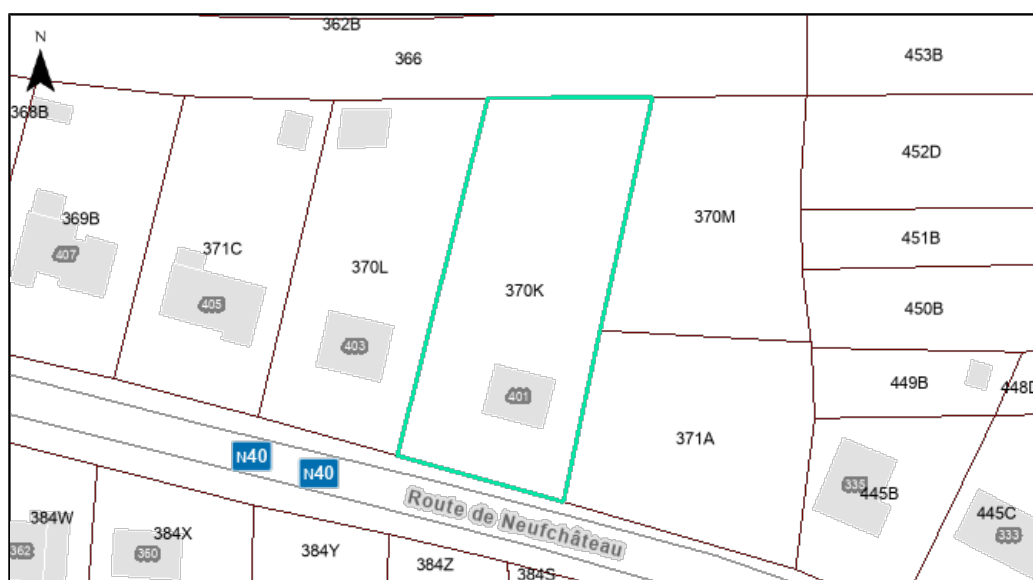 362B
N
366
453B
368B
452D
369B
370M
371C
451B
407
370L
370K
405
450B
403
449B
448D
401
371A
N40
N40
335
445B
Route de Neufchâteau
384W
445C
384X
333
362
360
384Y
384Z
384S